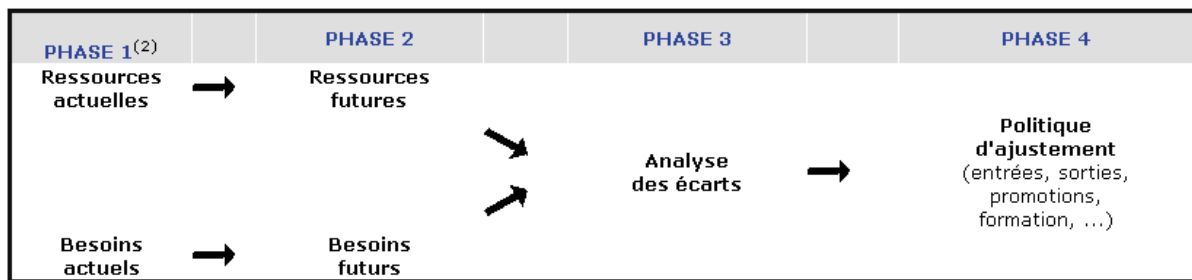 PHASE 1(2)
PHASE 2
PHASE 3
PHASE 4
Ressources
actuelles
Ressources
futures
Analyse
des écarts
Politique
d'ajustement
(entrées, sorties,
promotions,
formation, ...)
Besoins
actuels
Besoins
futurs